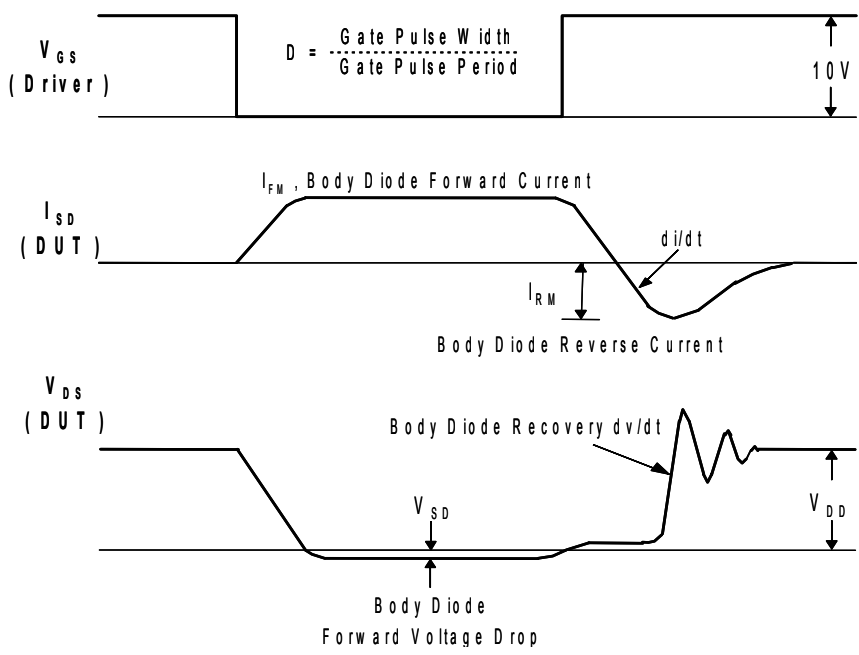 V_GS
(Driver)
D = Gate Pulse Width
Gate Pulse Period
10V
I_FM , Body Diode Forward Current
I_SD
(DUT)
di/dt
I_RM
Body Diode Reverse Current
V_DS
(DUT)
Body Diode Recovery dv/dt
V_SD
V_DD
Body Diode
Forward Voltage Drop